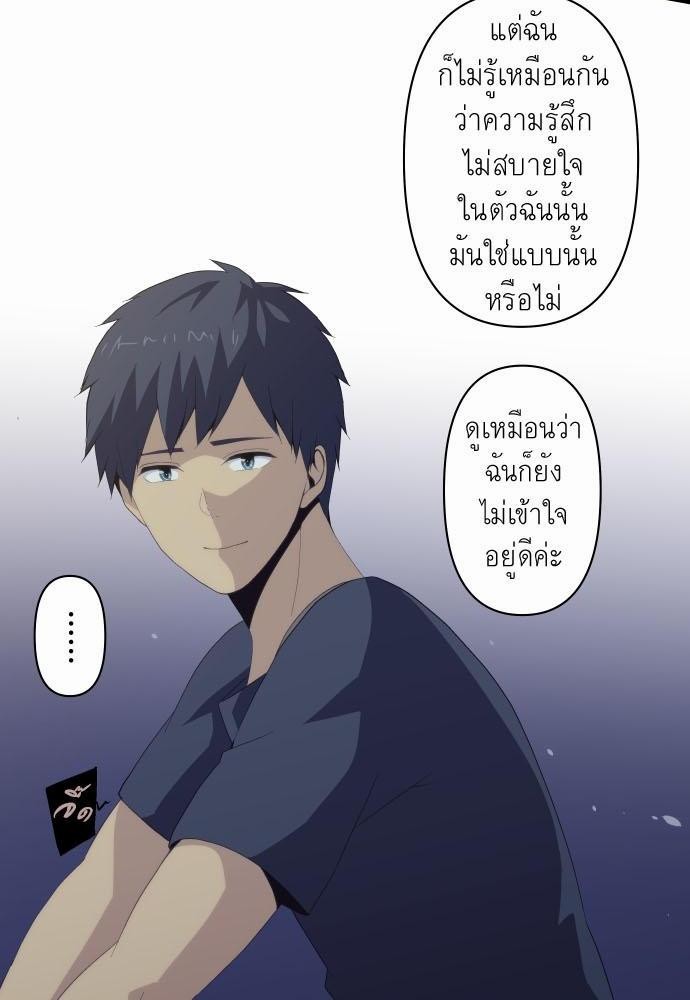 แต่ฉัน
ก็ไม่รู้เหมือนกัน
ว่าความรู้สึก
ไม่สบายใจ
ในตัวฉันนั้น
มันใช่แบบนั้น
หรือไม่
ดูเหมือนว่า
ฉันก็ยัง
ไม่เข้าใจ
อยู่ดีค่ะ
......